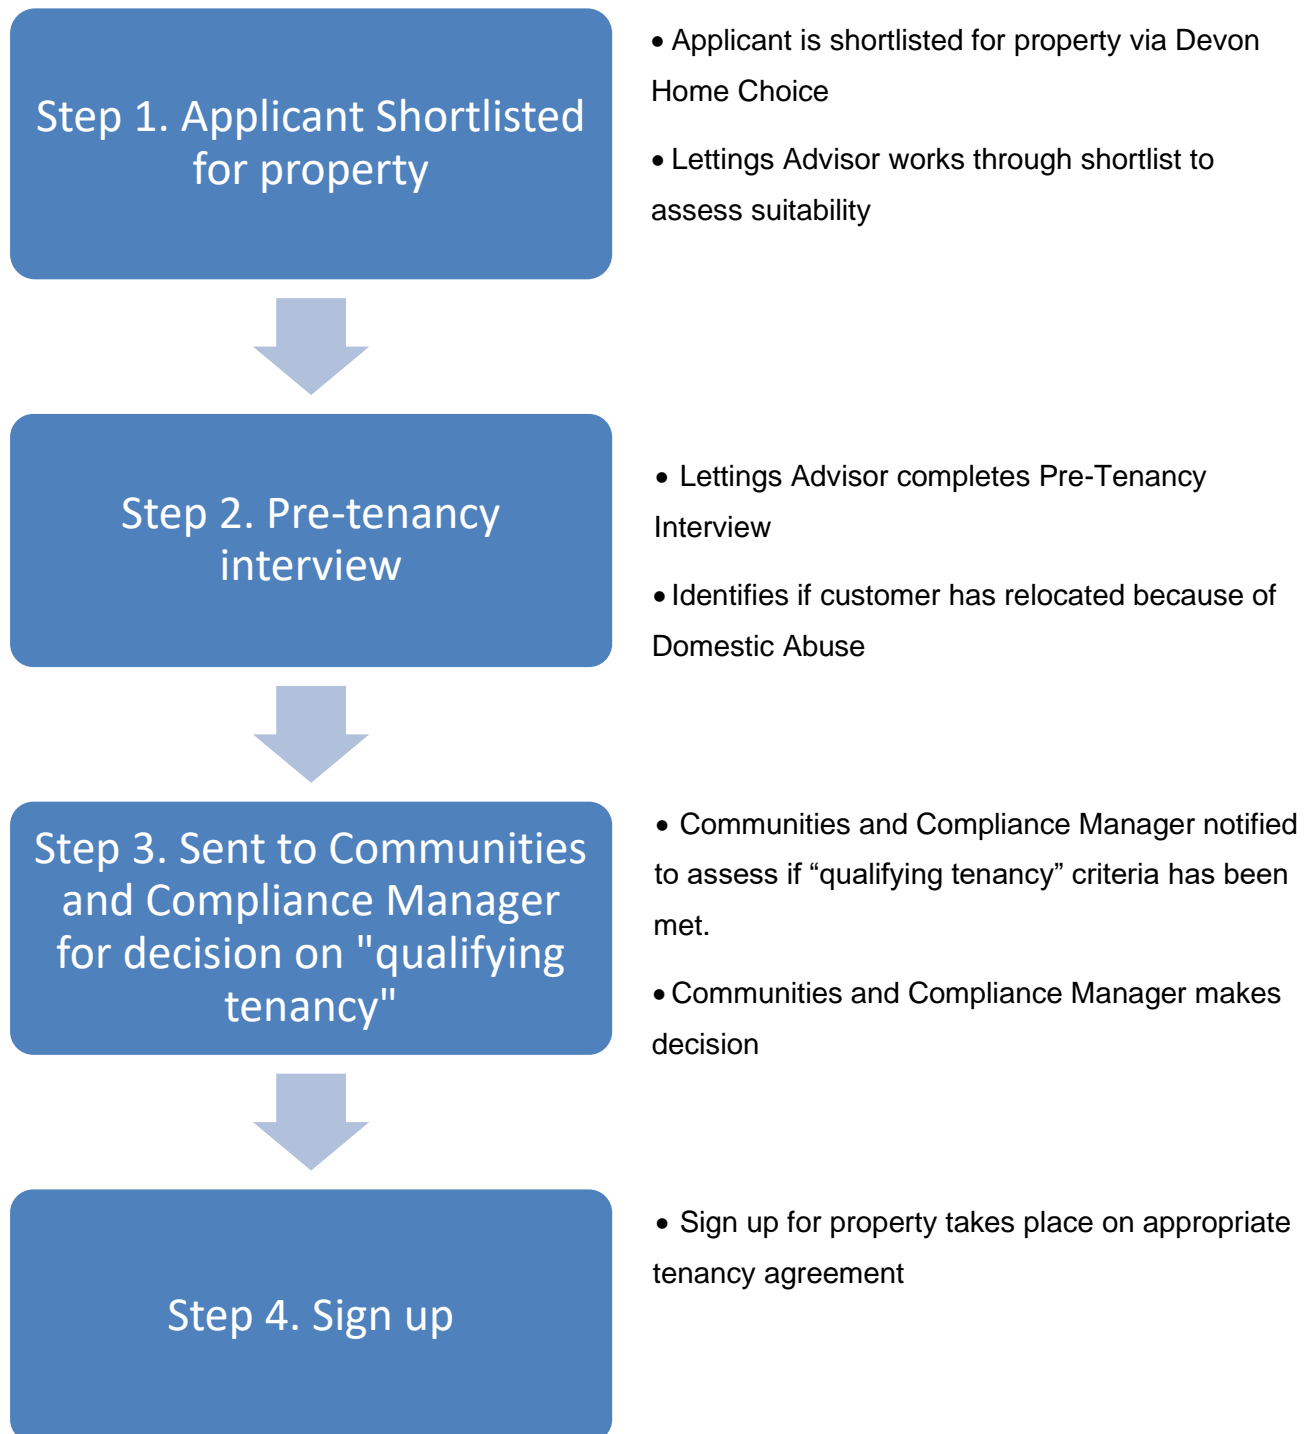 Step 1. Applicant Shortlisted
for property
• Applicant is shortlisted for property via Devon
Home Choice
• Lettings Advisor works through shortlist to
assess suitability
Step 2. Pre-tenancy
interview
• Lettings Advisor completes Pre-Tenancy
Interview
• Identifies if customer has relocated because of
Domestic Abuse
Step 3. Sent to Communities
and Compliance Manager
for decision on "qualifying
tenancy"
• Communities and Compliance Manager notified
to assess if “qualifying tenancy” criteria has been
met.
• Communities and Compliance Manager makes
decision
Step 4. Sign up
• Sign up for property takes place on appropriate
tenancy agreement